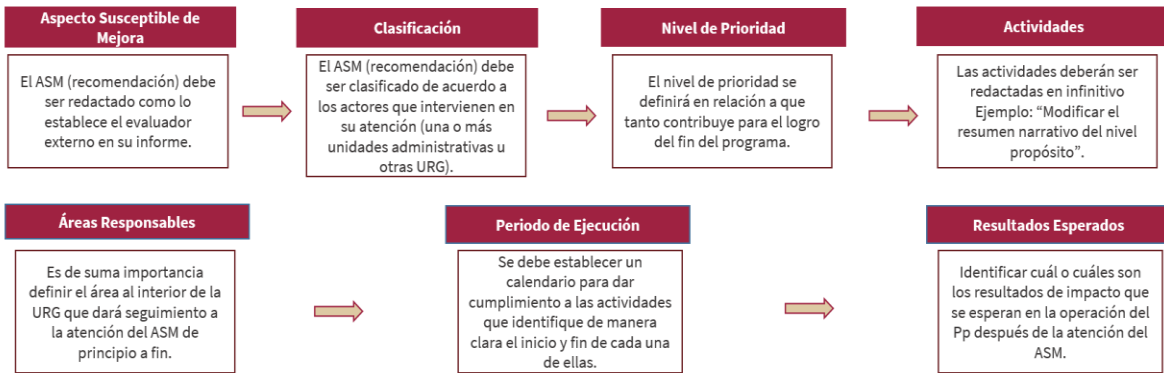 Aspecto Susceptible de
Mejora
El ASM (recomendación) debe
ser redactado como lo
establece el evaluador
externo en su informe.
Clasificación
El ASM (recomendación) debe
ser clasificado de acuerdo a
los actores que intervienen en
su atención (una o más
unidades administrativas u
otras URG).
Nivel de Prioridad
El nivel de prioridad se
definirá en relación a que
tanto contribuye para el logro
del fin del programa.
Actividades
Las actividades deberán ser
redactadas en infinitivo
Ejemplo: “Modificar el
resumen narrativo del nivel
propósito”.
Áreas Responsables
Es de suma importancia
definir el área al interior de la
URG que dará seguimiento a
la atención del ASM de
principio a fin.
Periodo de Ejecución
Se debe establecer un
calendario para dar
cumplimiento a las actividades
que identifique de manera
clara el inicio y fin de cada una
de ellas.
Resultados Esperados
Identificar cuál o cuáles son
los resultados de impacto que
se esperan en la operación del
Pp después de la atención del
ASM.